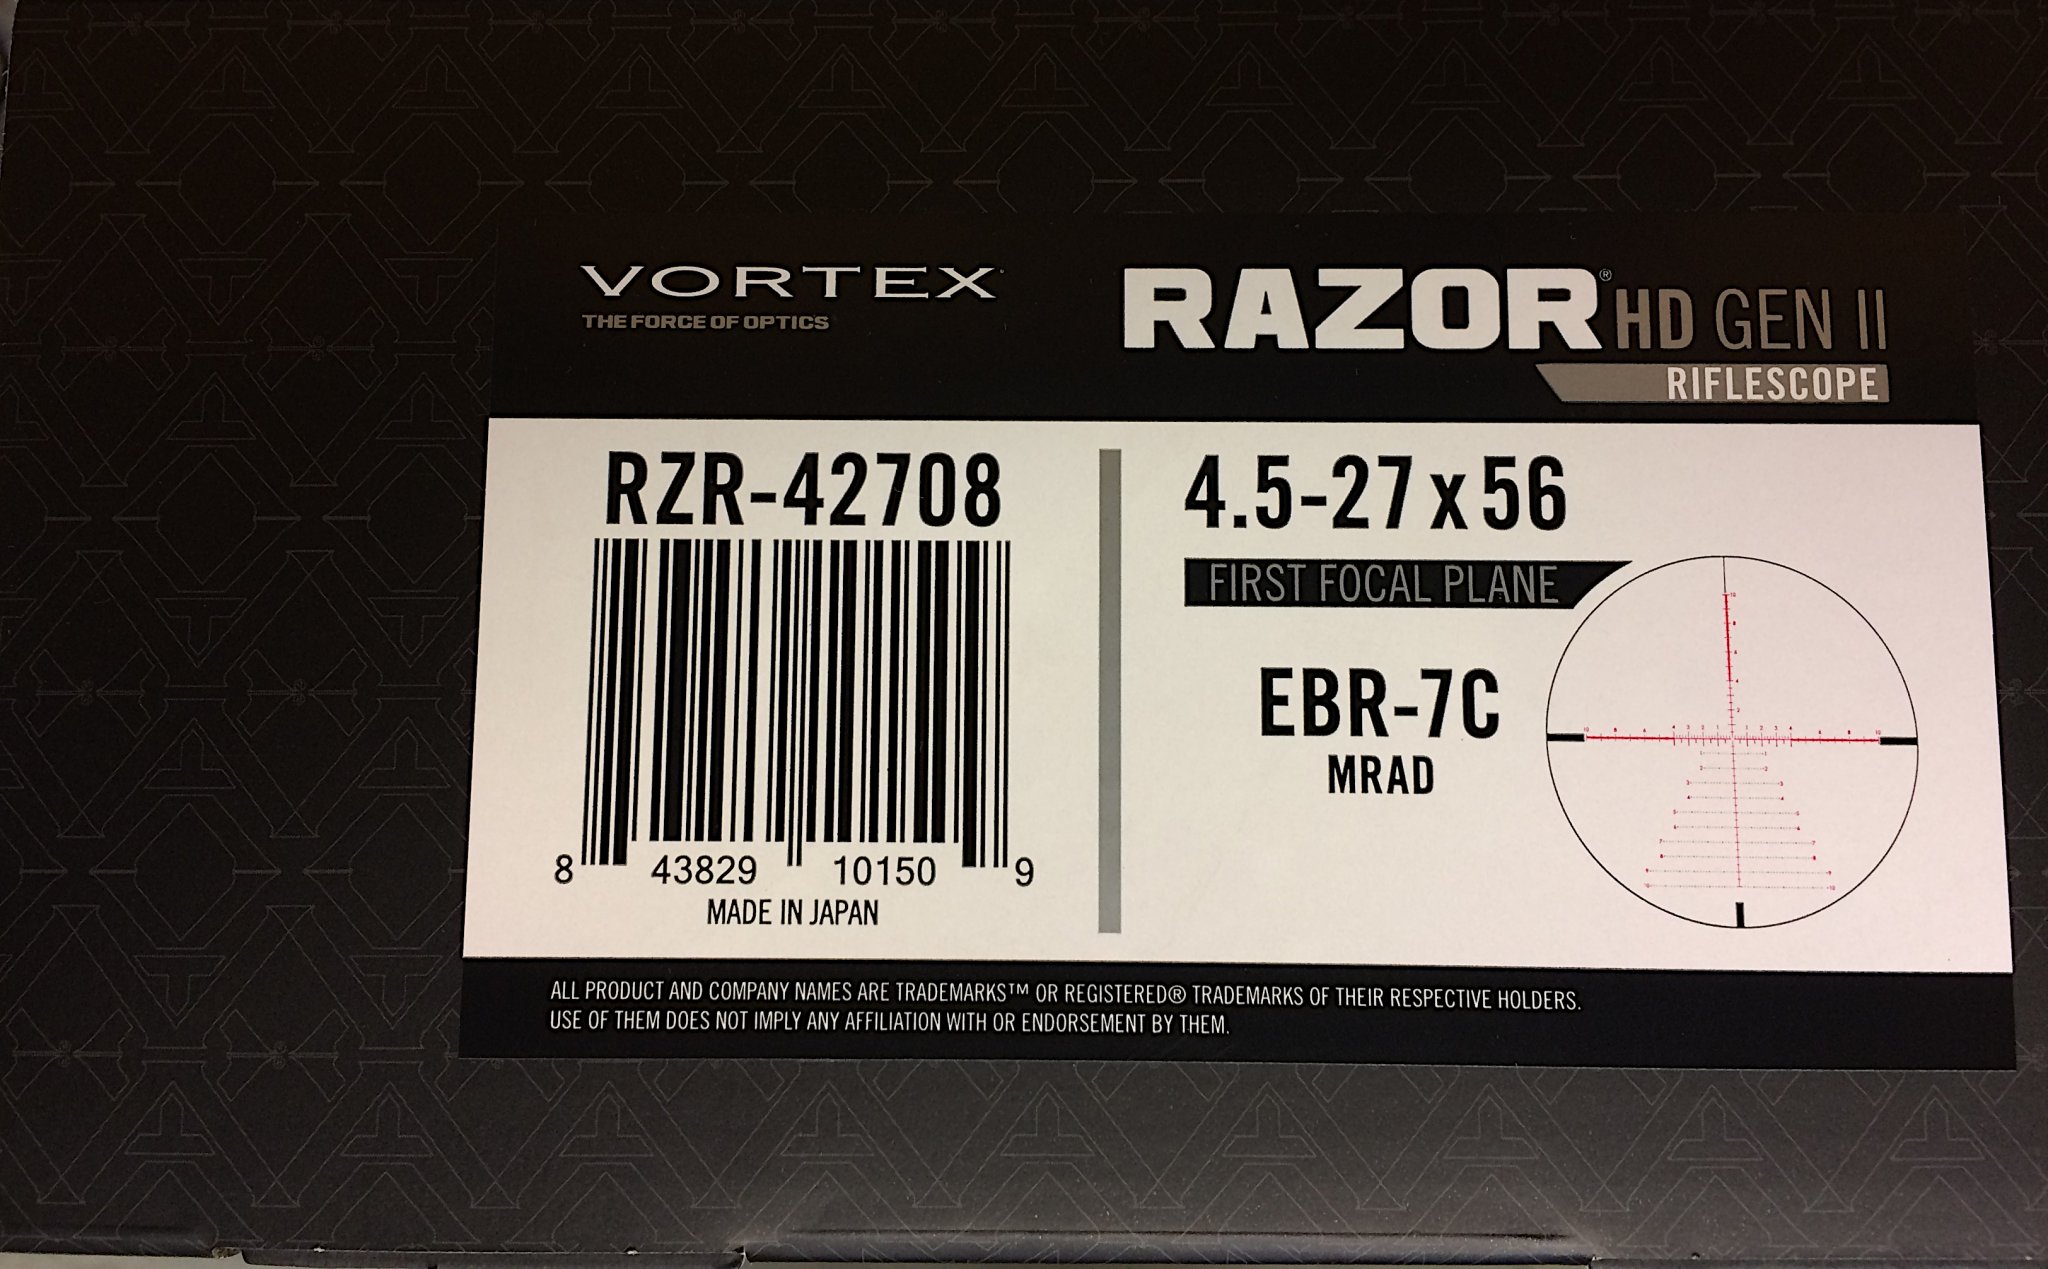 VORTEX
THE FORCE OF OPTICS
RAZOR® HD GEN II
RIFLESCOPE
RZR-42708
8 43829 10150 9
MADE IN JAPAN
4.5-27 x 56
FIRST FOCAL PLANE
EBR-7C
MRAD
ALL PRODUCT AND COMPANY NAMES ARE TRADEMARKS™ OR REGISTERED® TRADEMARKS OF THEIR RESPECTIVE HOLDERS.
USE OF THEM DOES NOT IMPLY ANY AFFILIATION WITH OR ENDORSEMENT BY THEM.